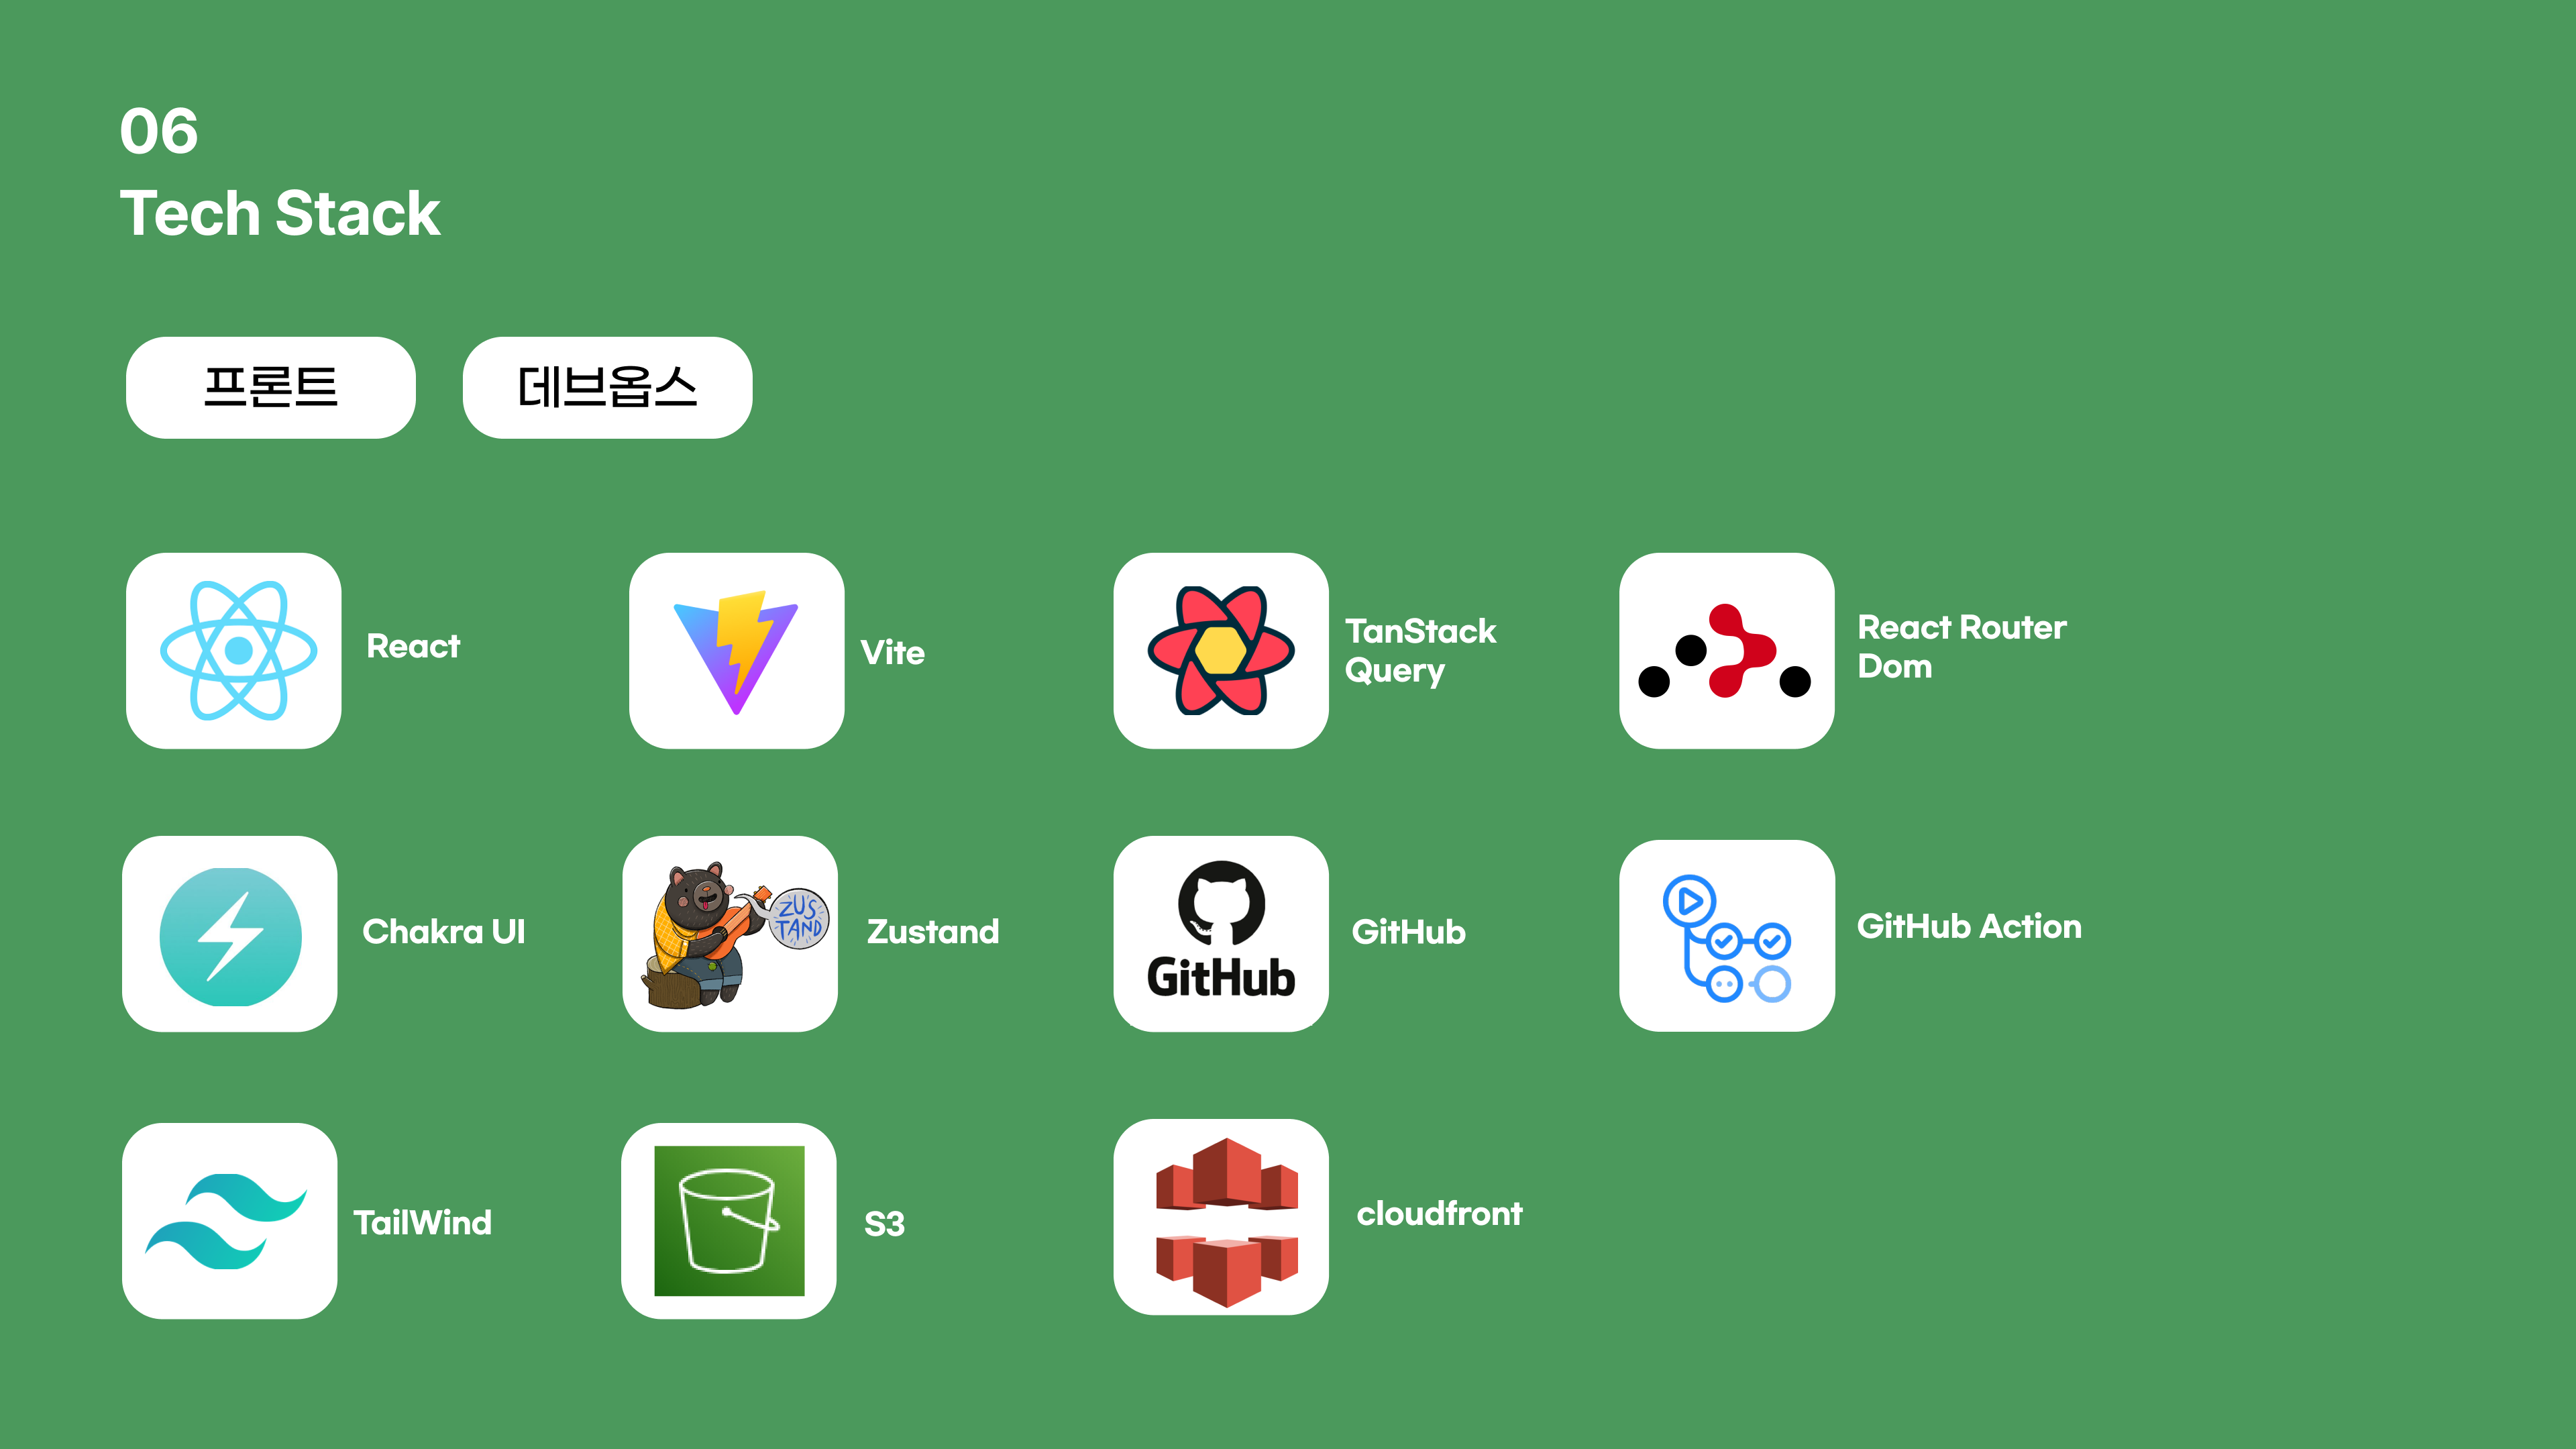 06
Tech Stack
프론트
데브옵스
React
Vite
TanStack
Query
React Router
Dom
Chakra UI
ZUS
TAND
Zustand
GitHub
GitHub
GitHub Action
TailWind
S3
cloudfront